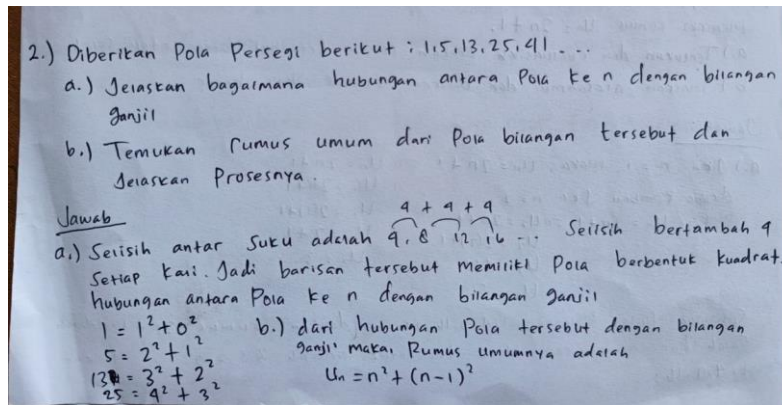 2.) Diberikan Pola Persegi berikut : 1,5,13,25,41 ...
a.) Jelaskan bagaimana hubungan antara Pola ke n dengan bilangan
ganjil
b.) Temukan rumus umum dari Pola bilangan tersebut dan
Jelaskan Prosesnya.
Jawab
4 + 4 + 4
a.) Selisih antar suku adalah 4, 8 12 16 ... Selisih bertambah 4
Setiap kali. Jadi barisan tersebut memiliki Pola berbentuk kuadrat.
hubungan antara Pola ke n dengan bilangan ganjil
1 = 1² + 0²
5 = 2² + 1²
13 = 3² + 2²
25 = 4² + 3²
b.) dari hubungan Pola tersebut dengan bilangan
ganjil maka, Rumus umumnya adalah
Un = n² + (n-1)²